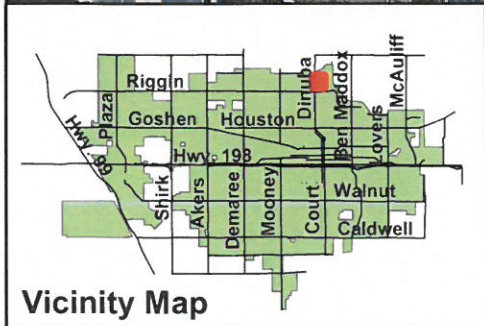 Riggin
Goshen
Houston
Hwy. 198
Walnut
Caldwell
Hwy. 99
Plaza
Shirk
Akers
Demaree
Mooney
Court
Dinuba
Ben Maddox
Lovers
McAuliff
Vicinity Map